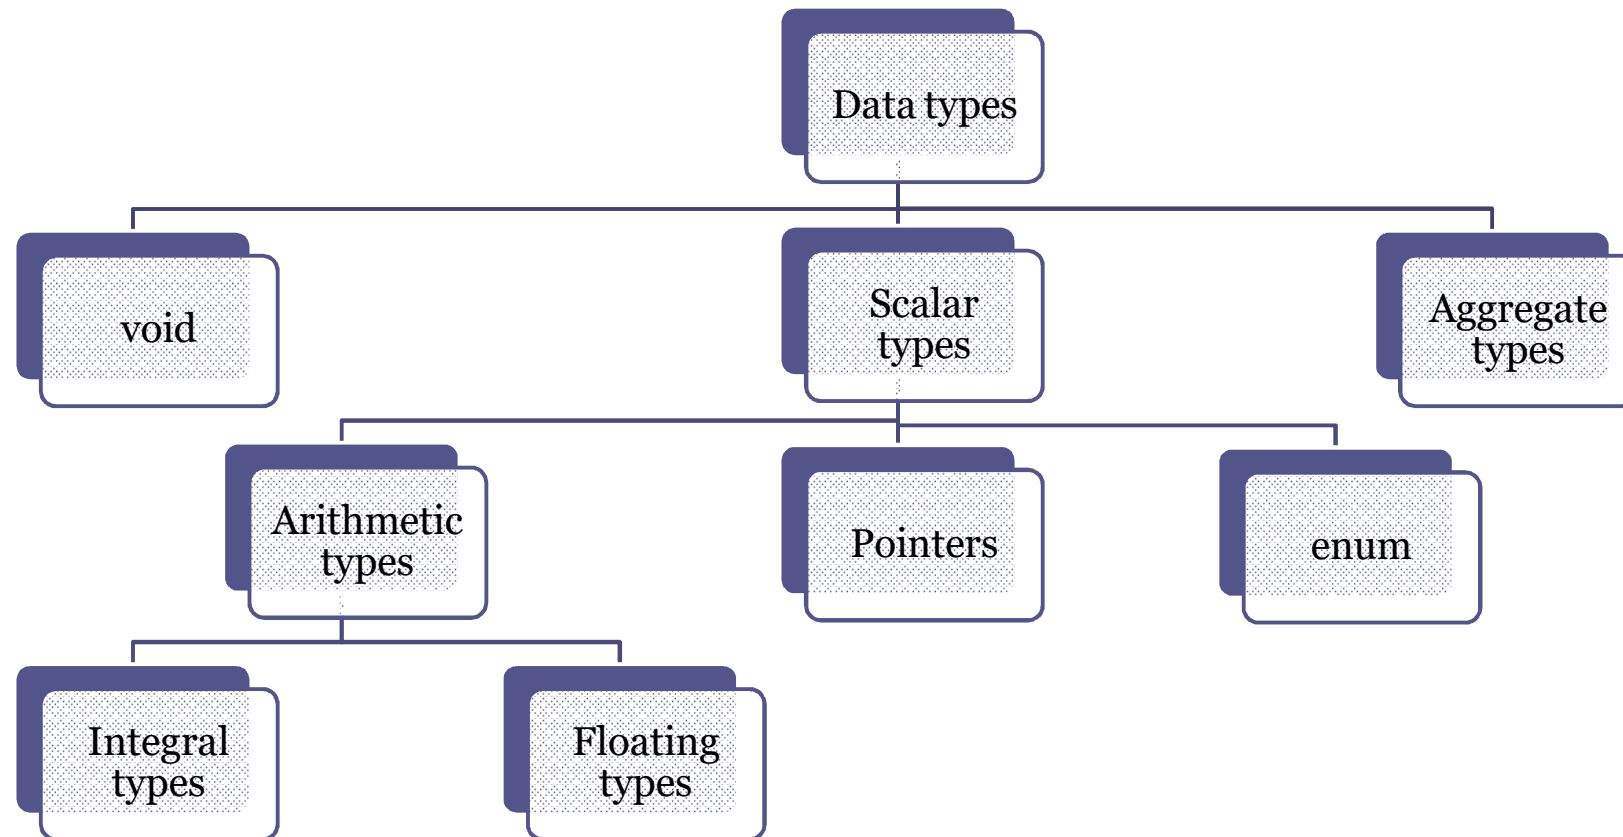 Data types
void
Scalar
types
Aggregate
types
Arithmetic
types
Pointers
enum
Integral
types
Floating
types